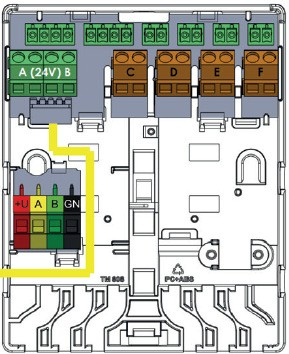 A (24V) B C D E F
+U A B GN
TM 808 PC+ABS